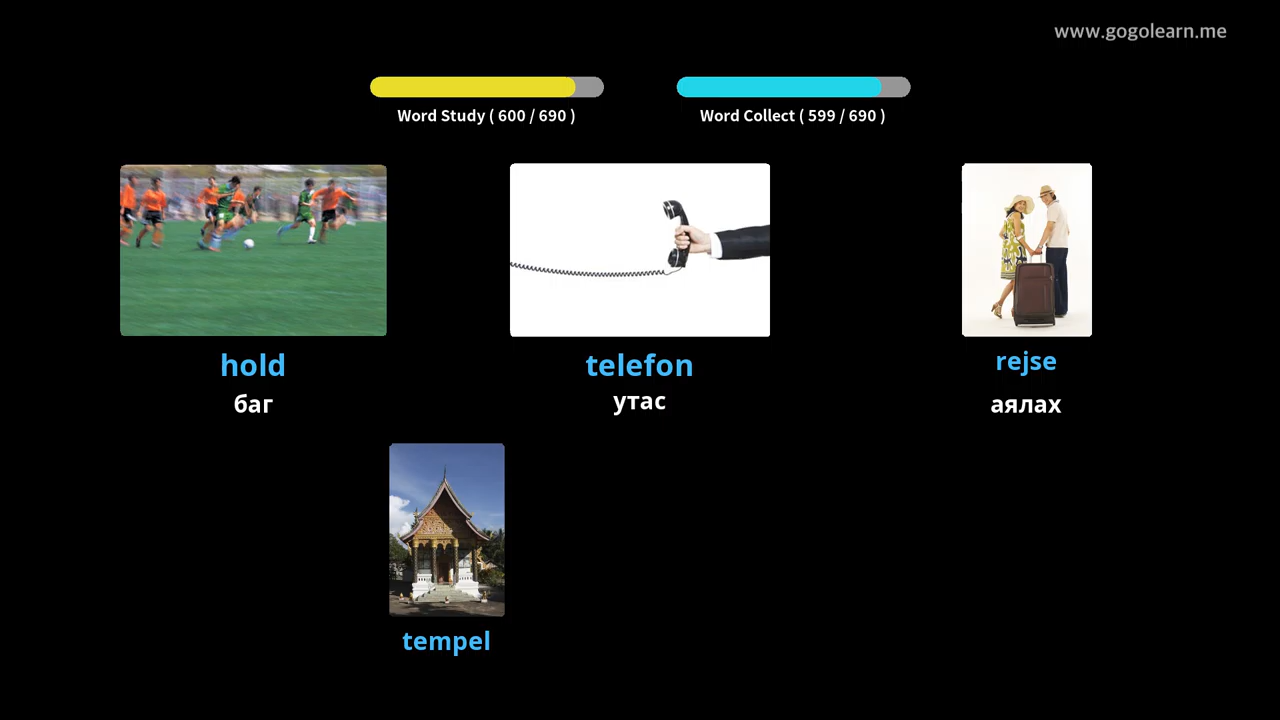 www.gogolearn.me
Word Study ( 600 / 690 )
Word Collect ( 599 / 690 )
hold
telefon
rejse
баг
утас
аялах
tempel